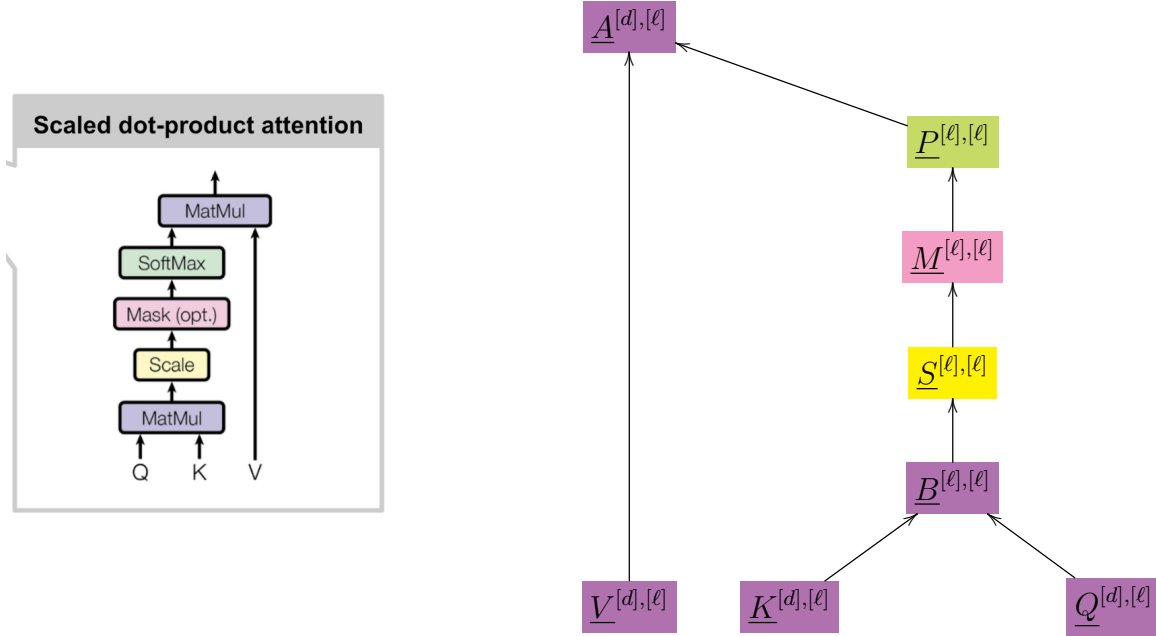 Scaled dot-product attention
MatMul
SoftMax
Mask (opt.)
Scale
MatMul
Q K V
A^{[d],[ℓ]}
P^{[ℓ],[ℓ]}
M^{[ℓ],[ℓ]}
S^{[ℓ],[ℓ]}
B^{[ℓ],[ℓ]}
V^{[d],[ℓ]} K^{[d],[ℓ]} Q^{[d],[ℓ]}